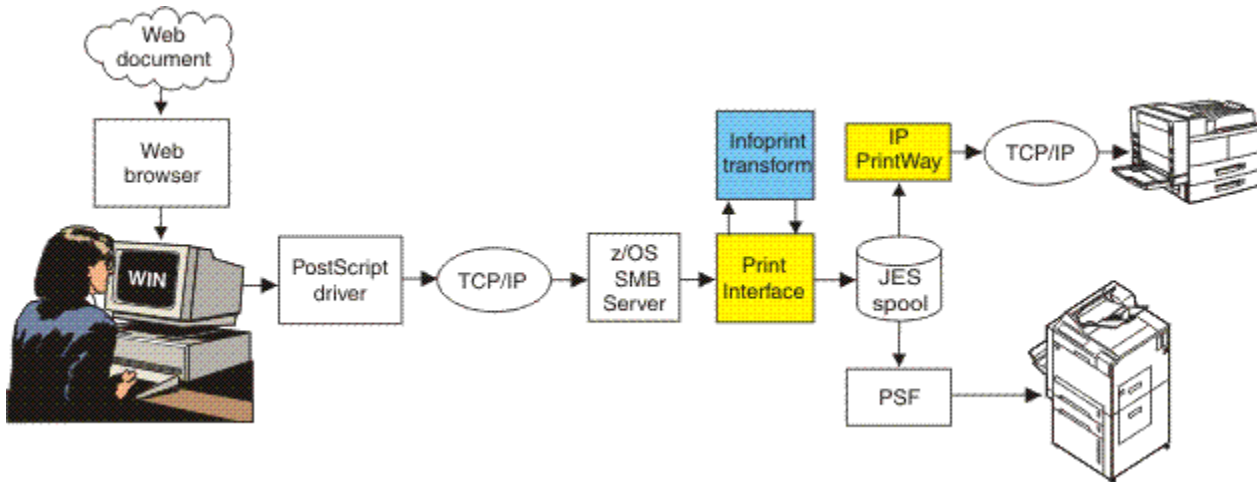 Web
document
Web
browser
WIN
PostScript
driver
TCP/IP
z/OS
SMB
Server
Infoprint
transform
Print
Interface
JES
spool
IP
PrintWay
TCP/IP
PSF